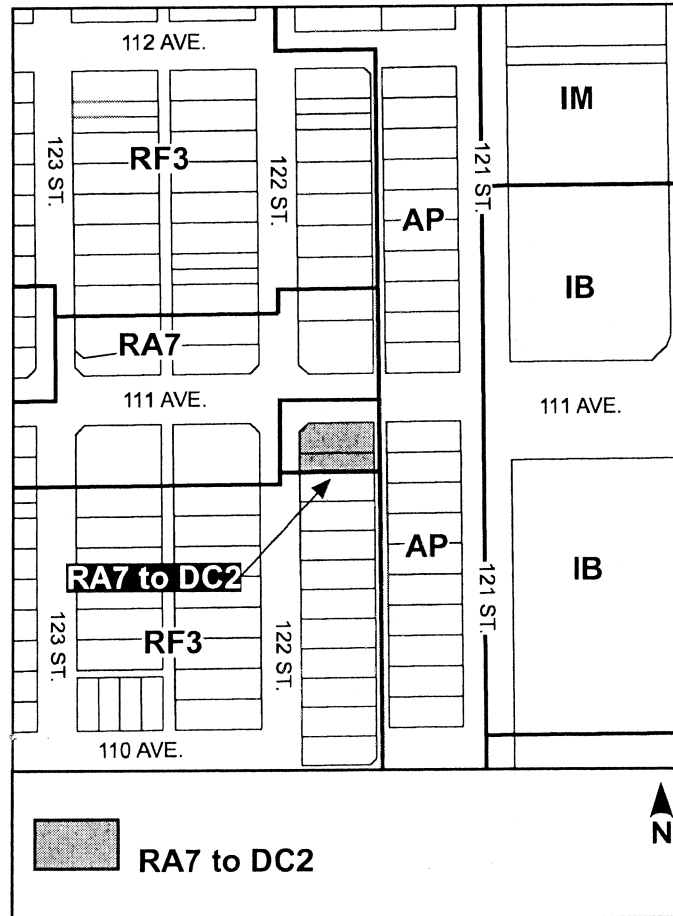 112 AVE.
IM
RF3
123 ST.
122 ST.
121 ST.
AP
IB
RA7
111 AVE.
111 AVE.
RA7 to DC2
AP
IB
121 ST.
123 ST.
RF3
122 ST.
110 AVE.
RA7 to DC2
N